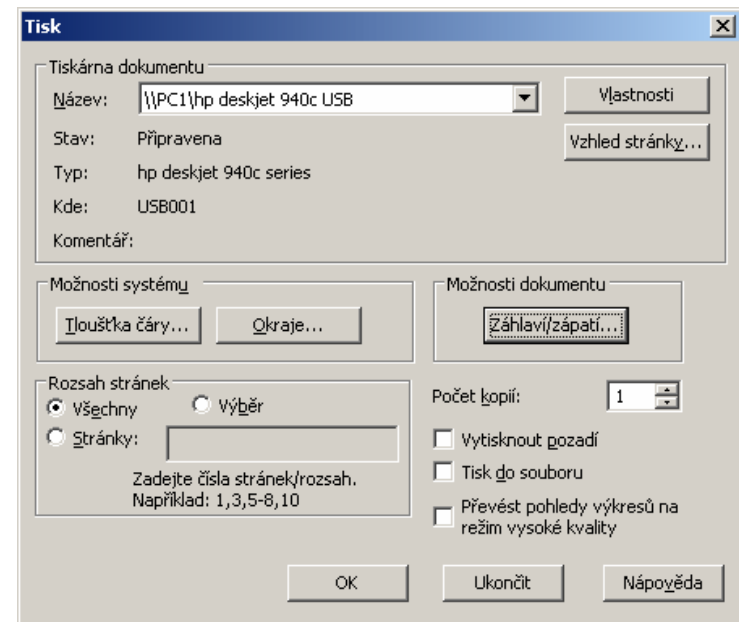 Tisk
Tiskárna dokumentu
Název: \\PC1\hp deskjet 940c USB
Vlastnosti
Stav: Připravena
Vzhled stránky...
Typ: hp deskjet 940c series
Kde: USB001
Komentář:
Možnosti systému
Tloušťka čáry... Okraje...
Možnosti dokumentu
Záhlaví/zápatí...
Rozsah stránek
Všechny Výběr
Stránky:
Zadejte čísla stránek/rozsah.
Například: 1,3,5-8,10
Počet kopií: 1
Vytisknout pozadí
Tisk do souboru
Převést pohledy výkresů na
režim vysoké kvality
OK Ukončit Nápověda